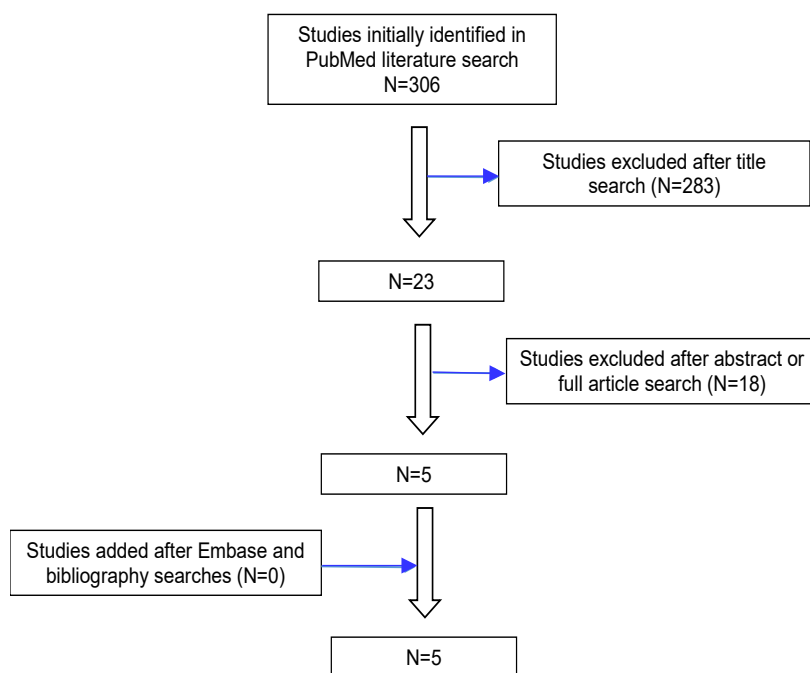 Studies initially identified in
PubMed literature search
N=306
Studies excluded after title
search (N=283)
N=23
Studies excluded after abstract or
full article search (N=18)
N=5
Studies added after Embase and
bibliography searches (N=0)
N=5